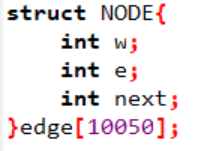 struct NODE{
    int w;
    int e;
    int next;
}edge[10050];